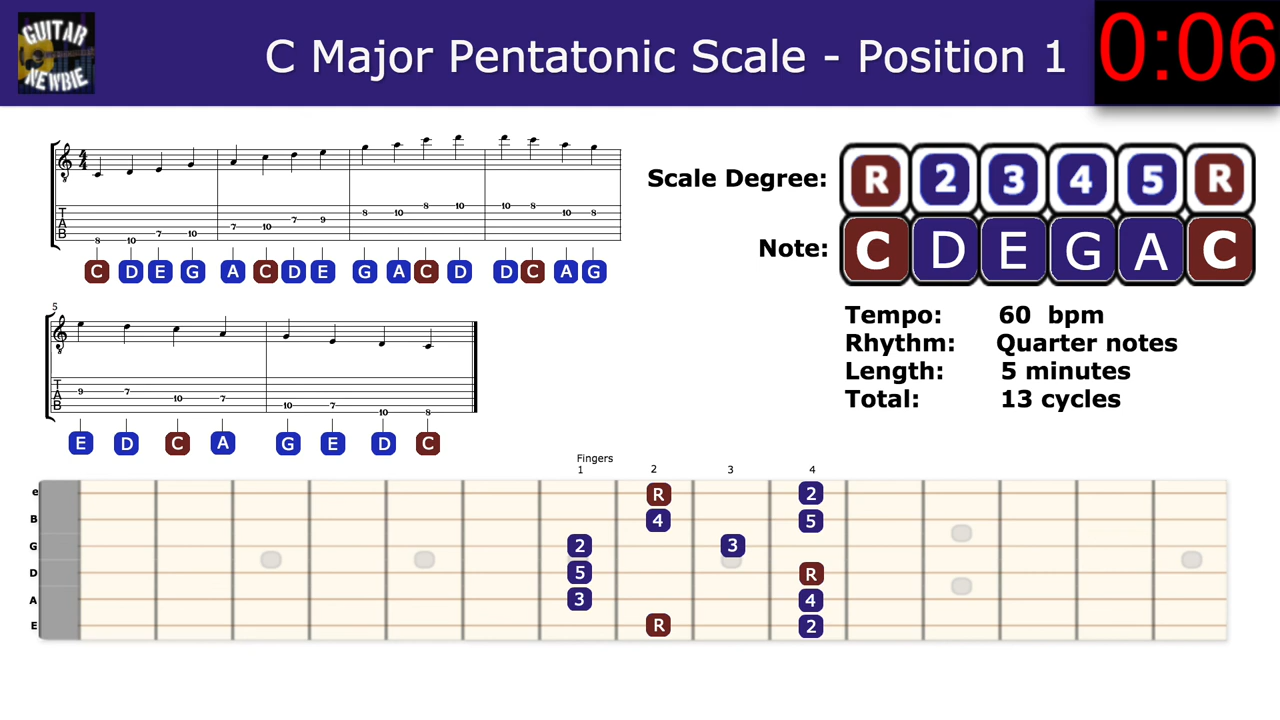 GUITAR
NEWBIE
C Major Pentatonic Scale - Position 1
0:06
4
4
8 10 7 10 7 10 7 9 8 10 8 10 10 8 10 8
C D E G A C D E G A C D D C A G
5
9 7 10 7 10 7 10 8
E D C A G E D C
Scale Degree: R 2 3 4 5 R
Note: C D E G A C
Tempo: 60 bpm
Rhythm: Quarter notes
Length: 5 minutes
Total: 13 cycles
Fingers
1 2 3 4
e R 2
B 4 5
G 2 3
D 5 R
A 3 4
E R 2